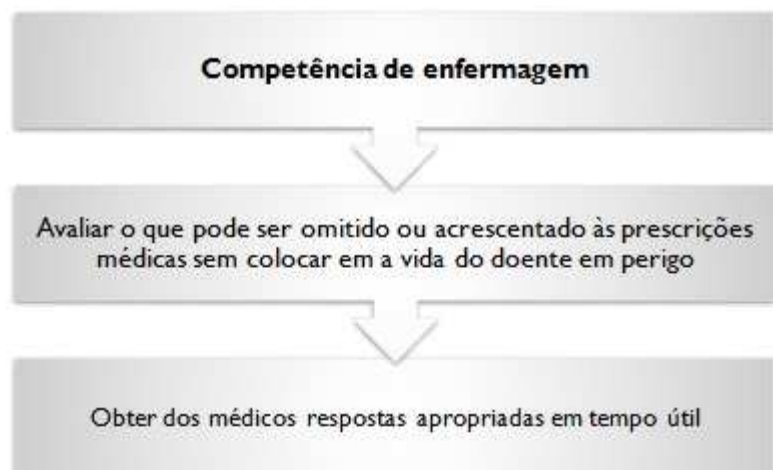 Competência de enfermagem
Avaliar o que pode ser omitido ou acrescentado às prescrições
médicas sem colocar em a vida do doente em perigo
Obter dos médicos respostas apropriadas em tempo útil